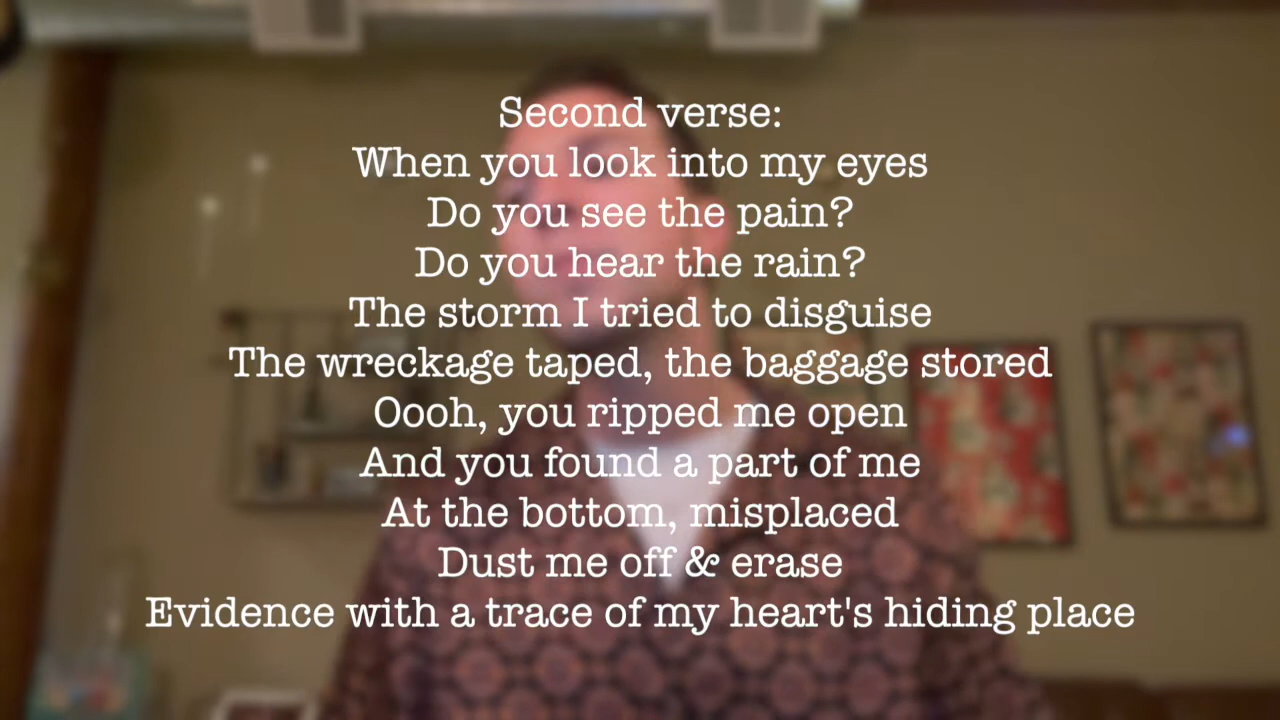 Second verse:
When you look into my eyes
Do you see the pain?
Do you hear the rain?
The storm I tried to disguise
The wreckage taped, the baggage stored
Oooh, you ripped me open
And you found a part of me
At the bottom, misplaced
Dust me off & erase
Evidence with a trace of my heart's hiding place